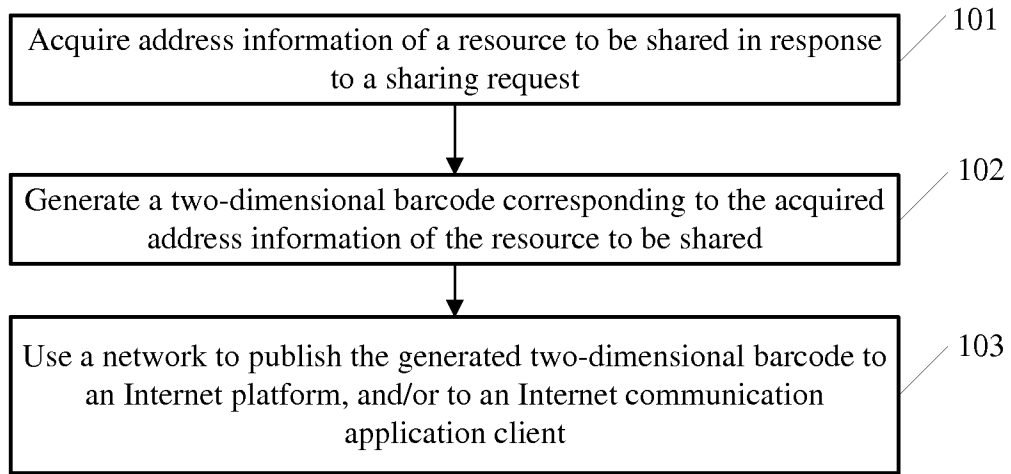 Acquire address information of a resource to be shared in response
to a sharing request
101
Generate a two-dimensional barcode corresponding to the acquired
address information of the resource to be shared
102
Use a network to publish the generated two-dimensional barcode to
an Internet platform, and/or to an Internet communication
application client
103